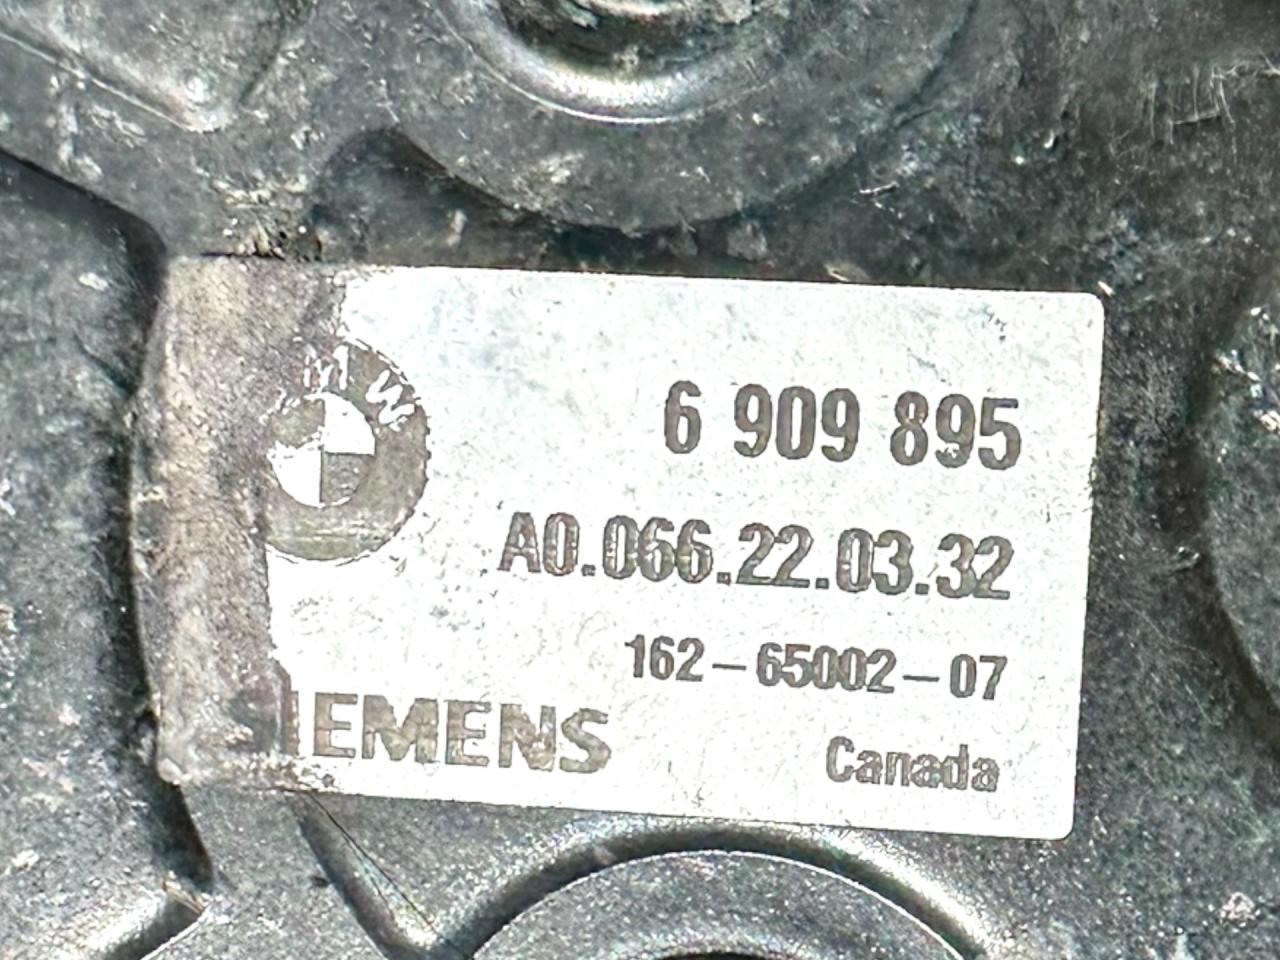 BMW
6 909 895
A0.066.22.03.32
162-65002-07
SIEMENS
Canada